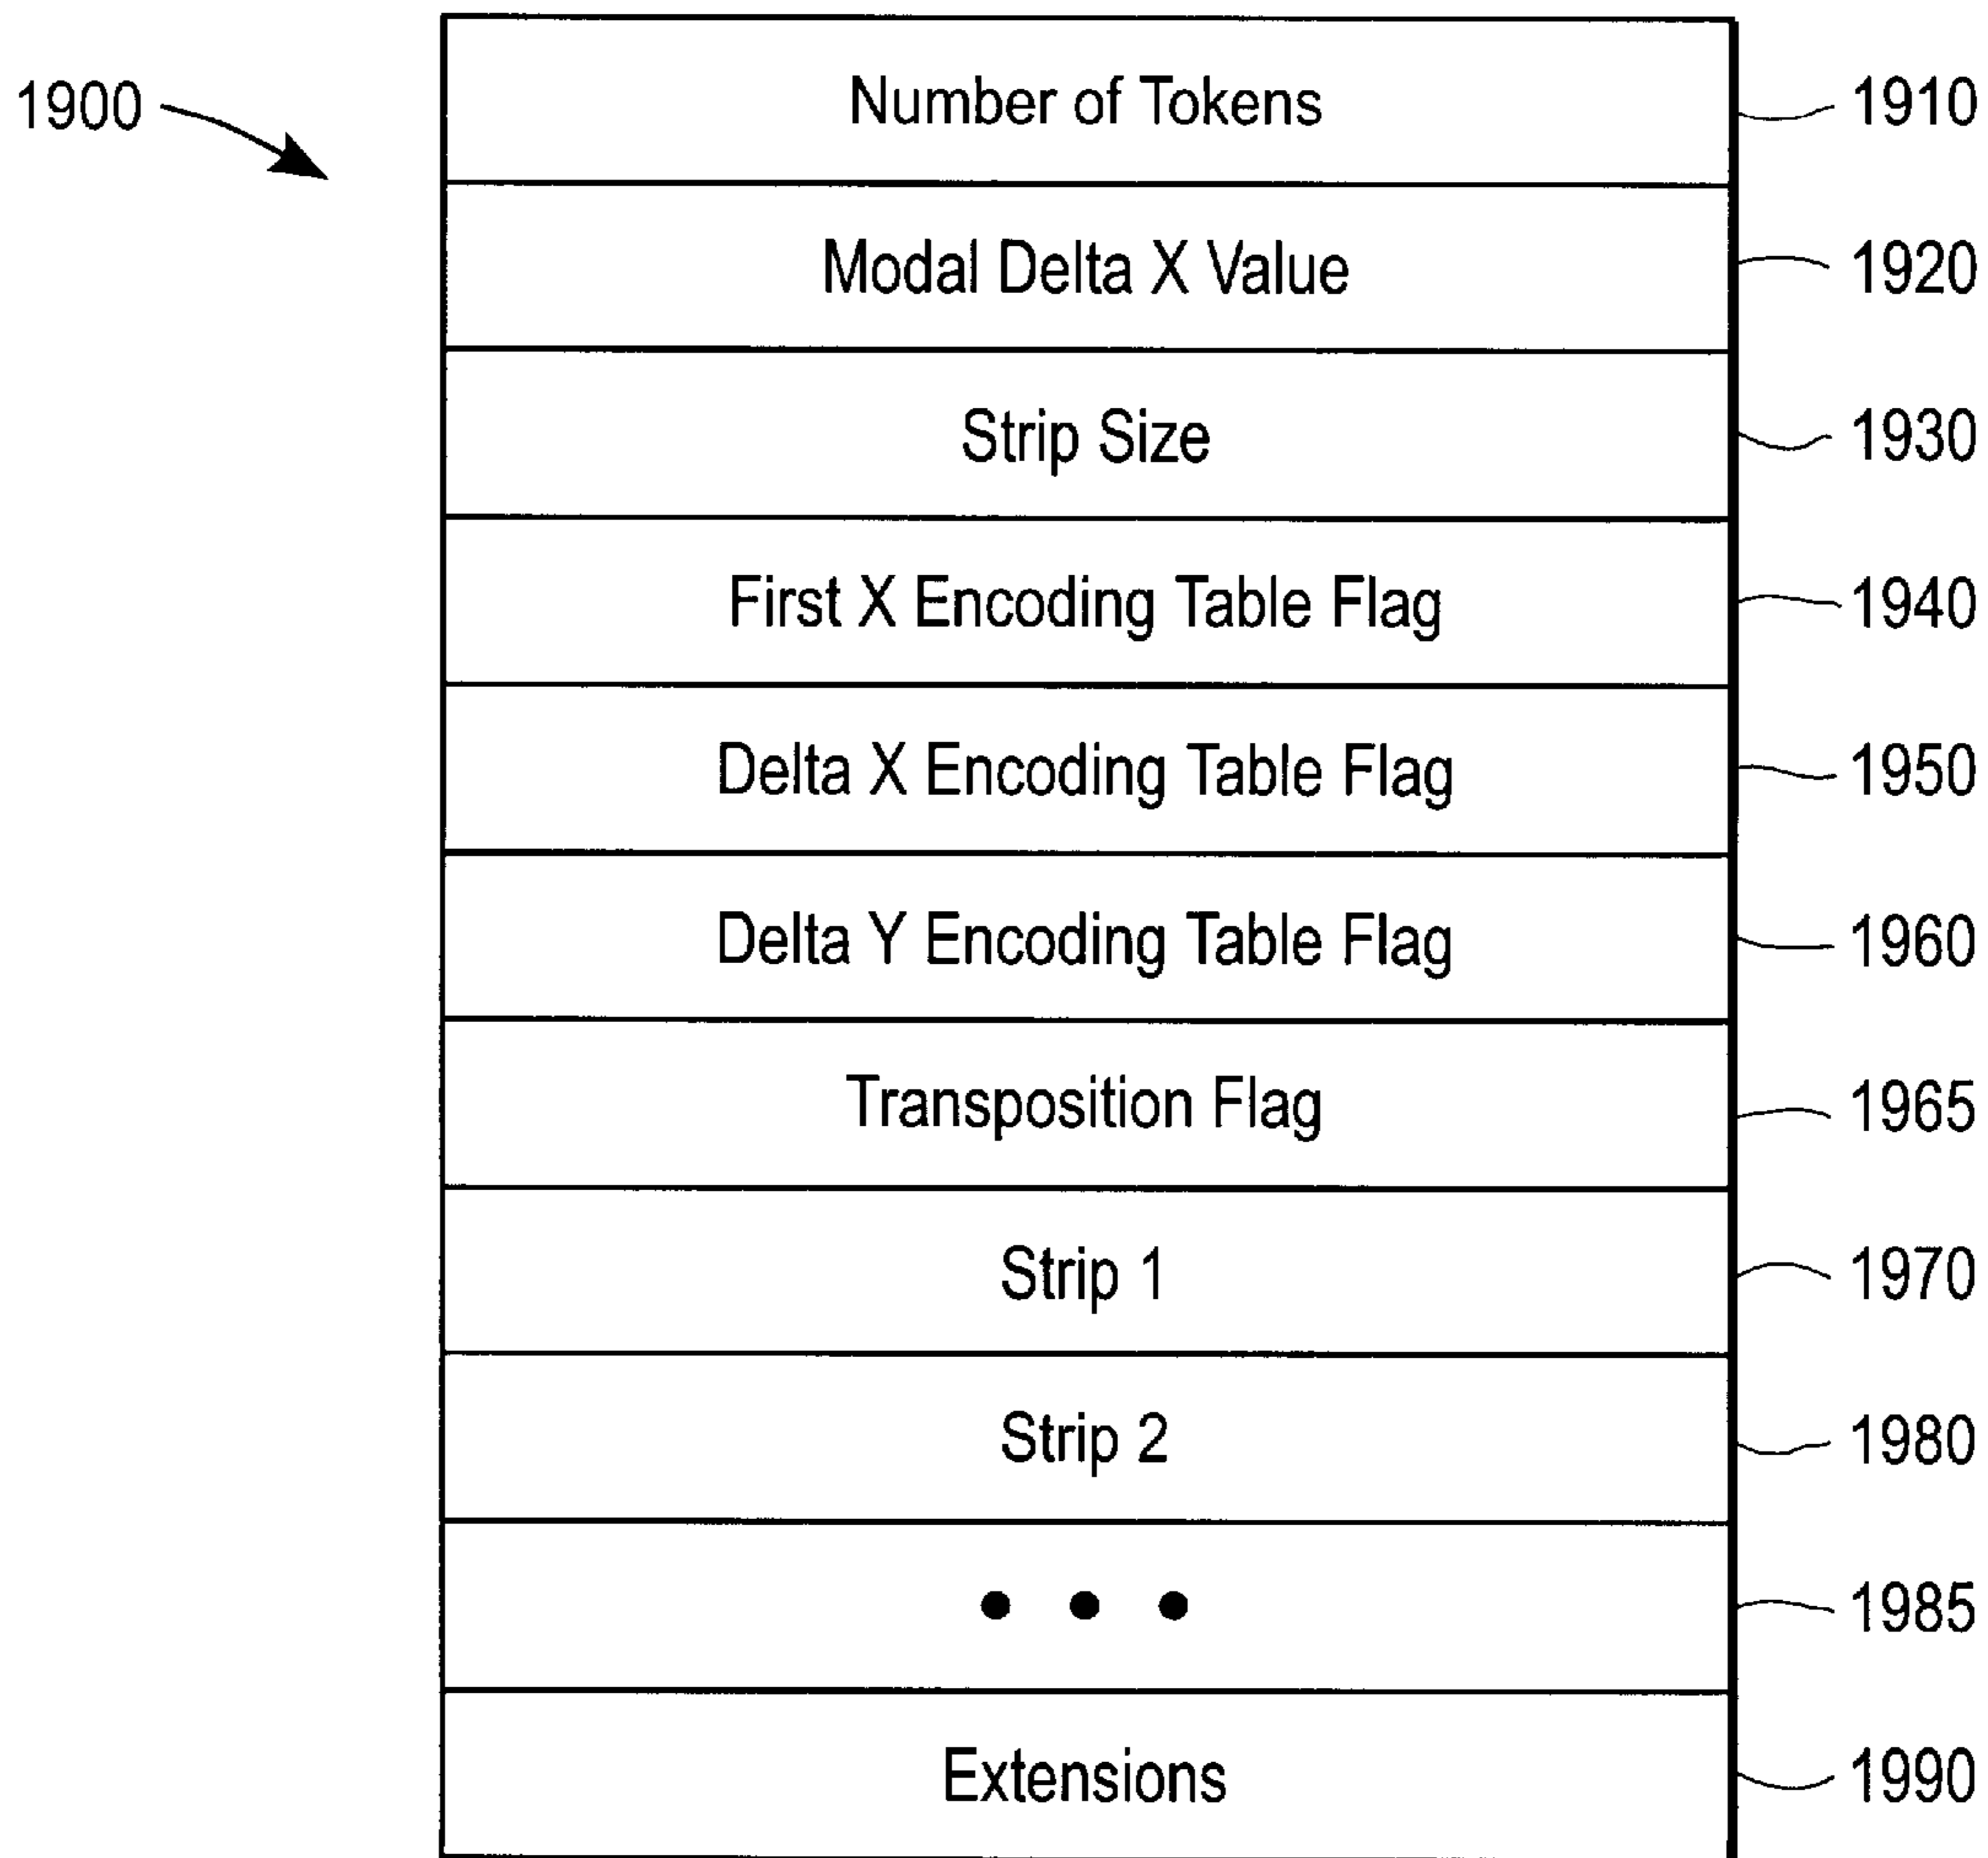 1900
Number of Tokens 1910
Modal Delta X Value 1920
Strip Size 1930
First X Encoding Table Flag 1940
Delta X Encoding Table Flag 1950
Delta Y Encoding Table Flag 1960
Transposition Flag 1965
Strip 1 1970
Strip 2 1980
• • • 1985
Extensions 1990